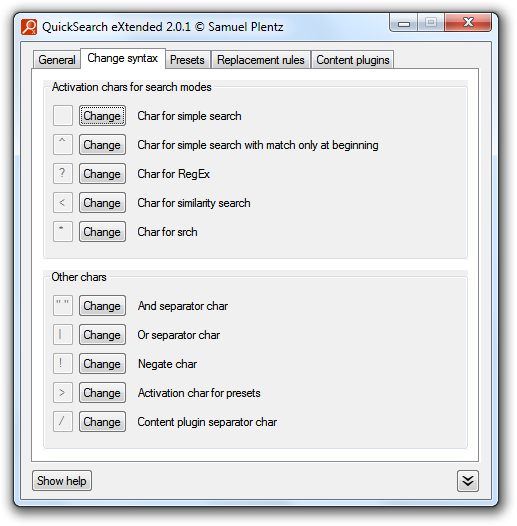 QuickSearch eXtended 2.0.1 © Samuel Plentz
General Change syntax Presets Replacement rules Content plugins
Activation chars for search modes
Change Char for simple search
^ Change Char for simple search with match only at beginning
? Change Char for RegEx
< Change Char for similarity search
* Change Char for srch
Other chars
" " Change And separator char
| Change Or separator char
! Change Negate char
> Change Activation char for presets
/ Change Content plugin separator char
Show help